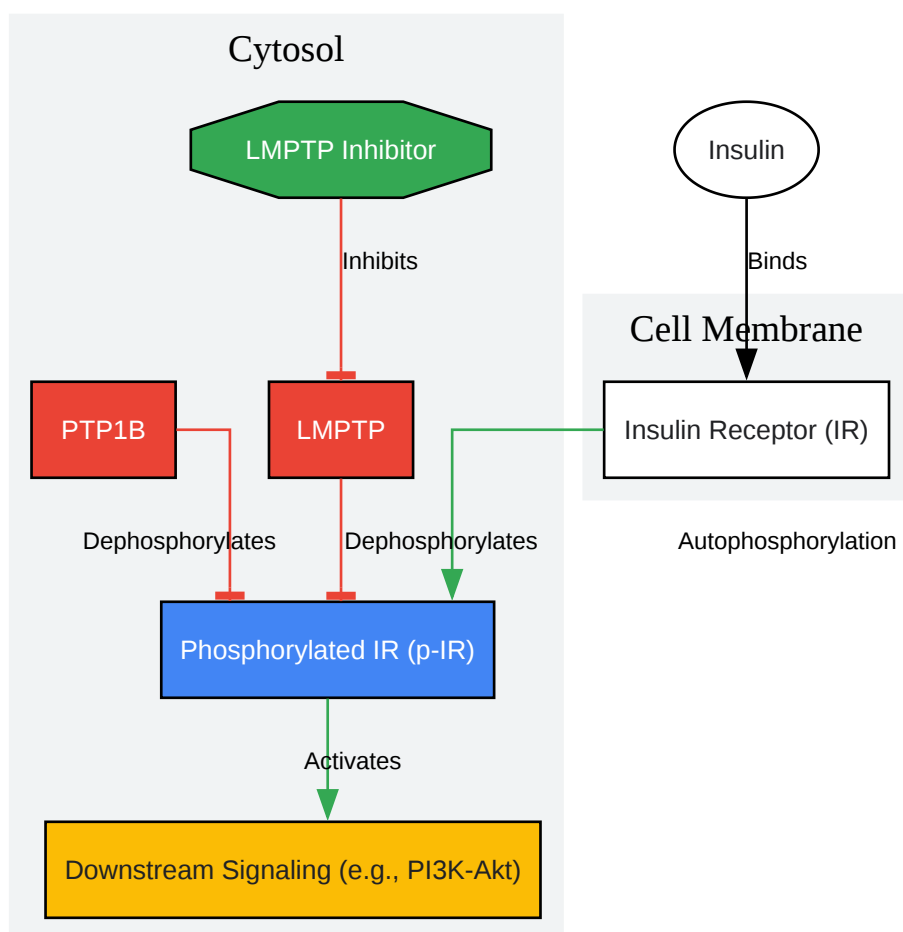 Cytosol
LMPTP Inhibitor
Insulin
Inhibits
Binds
Cell Membrane
PTP1B
LMPTP
Insulin Receptor (IR)
Dephosphorylates
Dephosphorylates
Autophosphorylation
Phosphorylated IR (p-IR)
Activates
Downstream Signaling (e.g., PI3K-Akt)